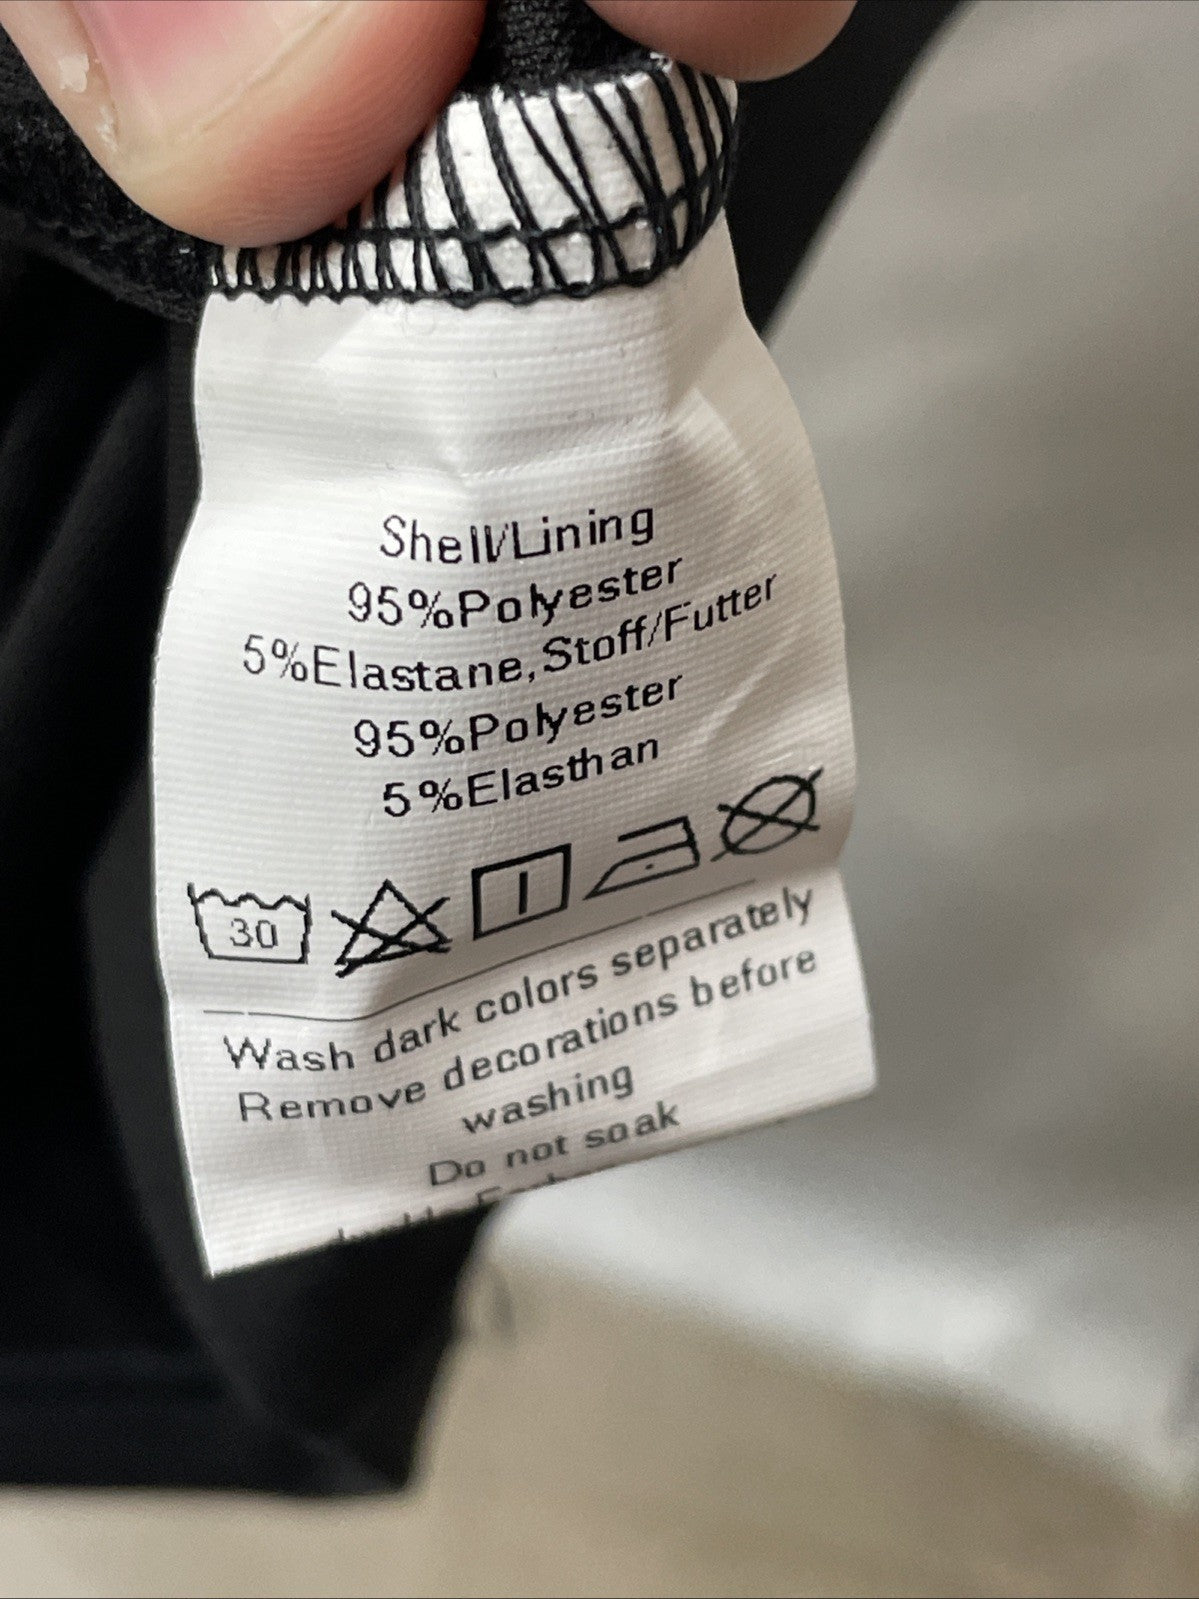 Shell/Lining
95%Polyester
5%Elastane,Stoff/Futter
95%Polyester
5%Elasthan
30
Wash dark colors separately
Remove decorations before
washing
Do not soak